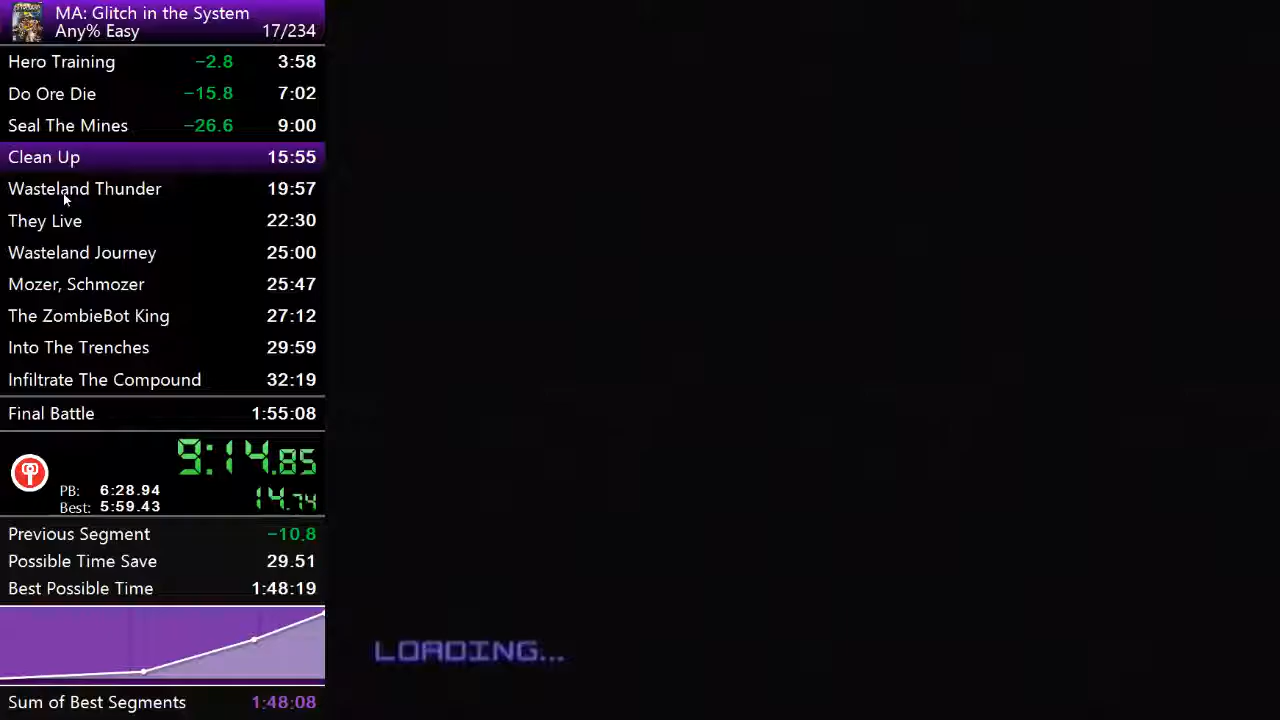 MA: Glitch in the System
Any% Easy 17/234
Hero Training −2.8 3:58
Do Ore Die −15.8 7:02
Seal The Mines −26.6 9:00
Clean Up 15:55
Wasteland Thunder 19:57
They Live 22:30
Wasteland Journey 25:00
Mozer, Schmozer 25:47
The ZombieBot King 27:12
Into The Trenches 29:59
Infiltrate The Compound 32:19
Final Battle 1:55:08
9:14.85
PB: 6:28.94
Best: 5:59.43
14.74
Previous Segment −10.8
Possible Time Save 29.51
Best Possible Time 1:48:19
Sum of Best Segments 1:48:08
LOADING...